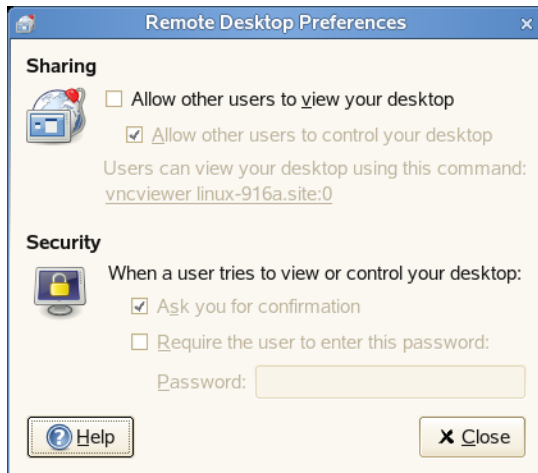 Remote Desktop Preferences
Sharing
Allow other users to view your desktop
Allow other users to control your desktop
Users can view your desktop using this command:
vncviewer linux-916a.site:0
Security
When a user tries to view or control your desktop:
Ask you for confirmation
Require the user to enter this password:
Password:
Help
Close